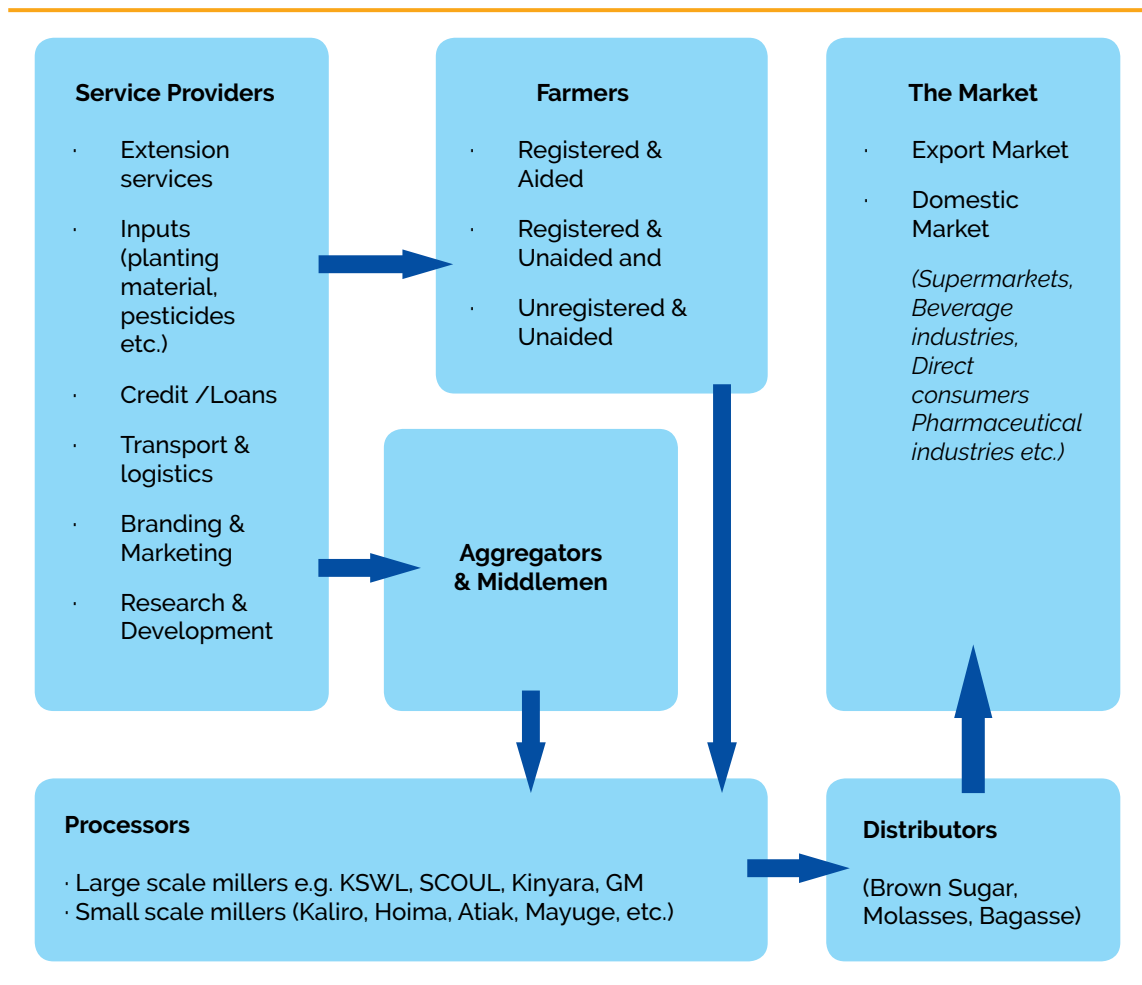 Service Providers
· Extension
services
· Inputs
(planting
material,
pesticides
etc.)
· Credit /Loans
· Transport &
logistics
· Branding &
Marketing
· Research &
Development
Farmers
· Registered &
Aided
· Registered &
Unaided and
· Unregistered &
Unaided
Aggregators
& Middlemen
The Market
· Export Market
· Domestic
Market
(Supermarkets,
Beverage
industries,
Direct
consumers
Pharmaceutical
industries etc.)
Processors
· Large scale millers e.g. KSWL, SCOUL, Kinyara, GM
· Small scale millers (Kaliro, Hoima, Atiak, Mayuge, etc.)
Distributors
(Brown Sugar,
Molasses, Bagasse)